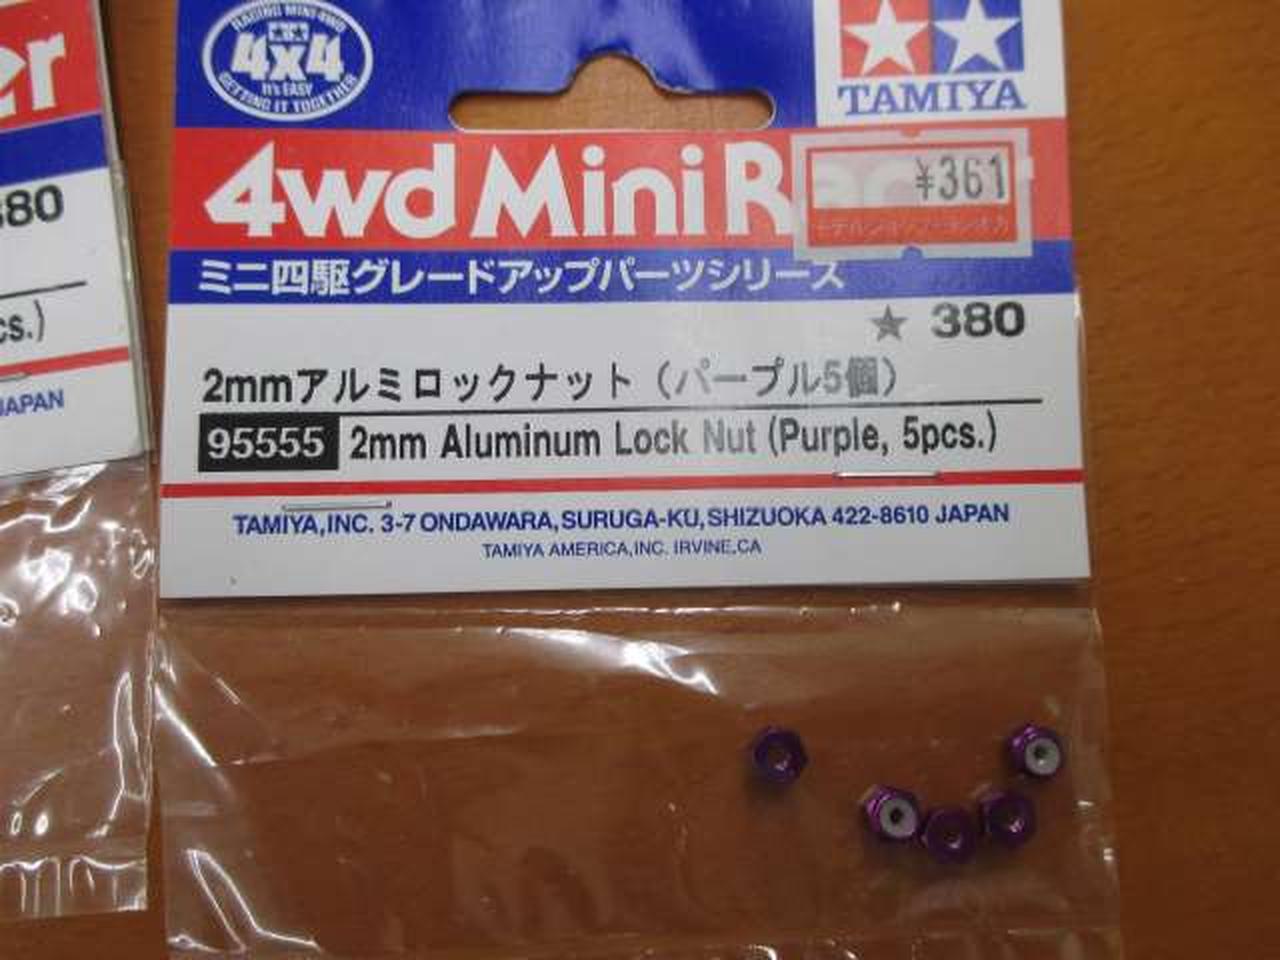 RACING MINI 4WD
4x4
It's EASY
GETTING IT TOGETHER
TAMIYA
4wd Mini Racer
¥361
ミニ四駆グレードアップパーツシリーズ
★ 380
2mmアルミロックナット（パープル5個）
95555 2mm Aluminum Lock Nut (Purple, 5pcs.)
TAMIYA,INC. 3-7 ONDAWARA,SURUGA-KU,SHIZUOKA 422-8610 JAPAN
TAMIYA AMERICA,INC. IRVINE,CA
er
380
cs.)
JAPAN